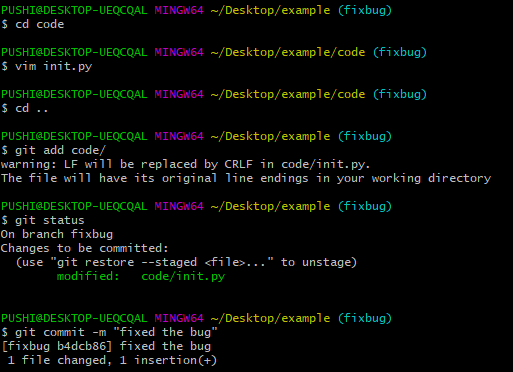 PUSHI@DESKTOP-UEQCQAL MINGW64 ~/Desktop/example (fixbug)
$ cd code
PUSHI@DESKTOP-UEQCQAL MINGW64 ~/Desktop/example/code (fixbug)
$ vim init.py
PUSHI@DESKTOP-UEQCQAL MINGW64 ~/Desktop/example/code (fixbug)
$ cd ..
PUSHI@DESKTOP-UEQCQAL MINGW64 ~/Desktop/example (fixbug)
$ git add code/
warning: LF will be replaced by CRLF in code/init.py.
The file will have its original line endings in your working directory
PUSHI@DESKTOP-UEQCQAL MINGW64 ~/Desktop/example (fixbug)
$ git status
On branch fixbug
Changes to be committed:
  (use "git restore --staged <file>..." to unstage)
        modified:   code/init.py
PUSHI@DESKTOP-UEQCQAL MINGW64 ~/Desktop/example (fixbug)
$ git commit -m "fixed the bug"
[fixbug b4dcb86] fixed the bug
 1 file changed, 1 insertion(+)